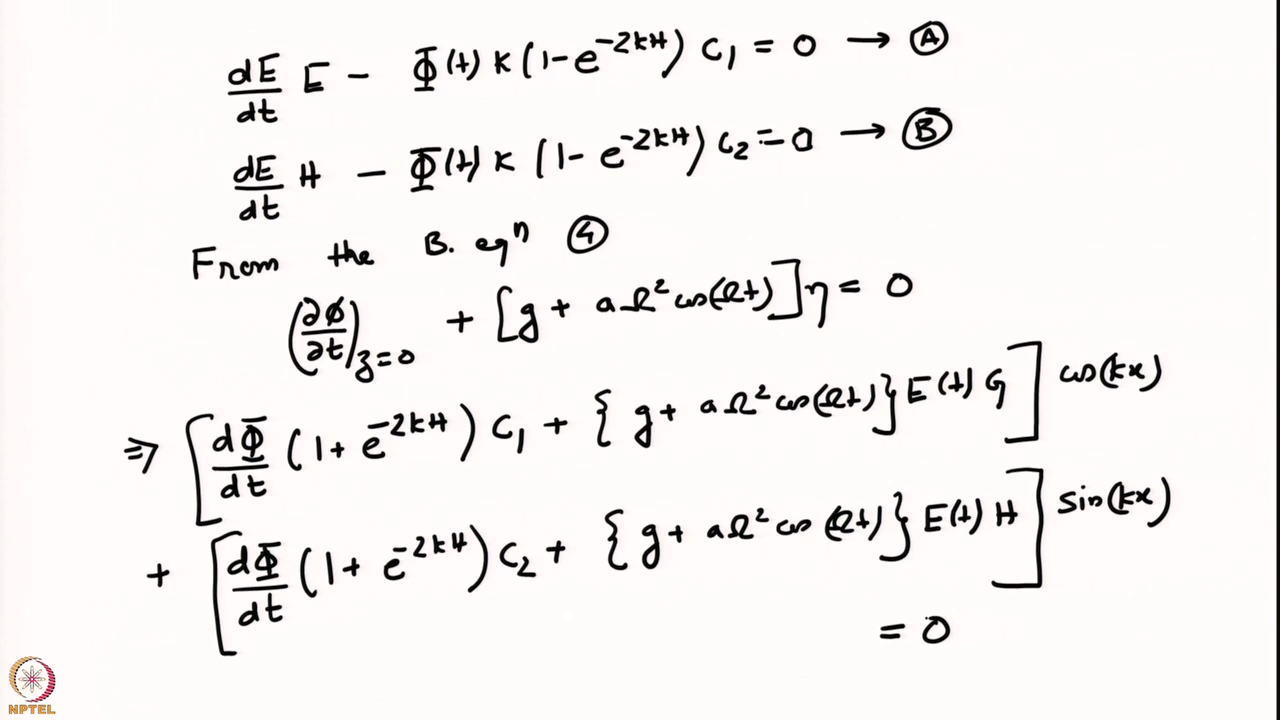 dE/dt E − Φ(t) k (1 − e^{−2kH}) C₁ = 0 → Ⓐ
dE/dt H − Φ(t) k (1 − e^{−2kH}) C₂ = 0 → Ⓑ
From the B. eqⁿ ④
(∂φ/∂t)_{z=0} + [g + aΩ² cos(Ωt)] η = 0
⇒ [dΦ/dt (1 + e^{−2kH}) C₁ + {g + aΩ² cos(Ωt)} E(t) G] cos(kx)
+ [dΦ/dt (1 + e^{−2kH}) C₂ + {g + aΩ² cos(Ωt)} E(t) H] sin(kx)
= 0
NPTEL